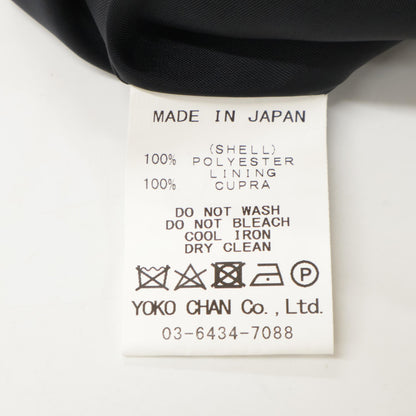 MADE IN JAPAN
(SHELL)
100% POLYESTER
LINING
100% CUPRA
DO NOT WASH
DO NOT BLEACH
COOL IRON
DRY CLEAN
P
YOKO CHAN Co.,Ltd.
03-6434-7088